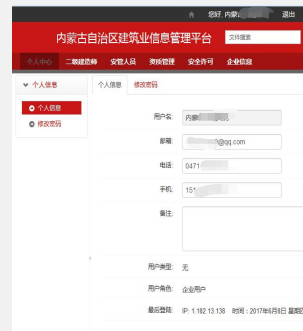 您好, 内蒙 退出
内蒙古自治区建筑业信息管理平台 文件搜索
个人中心 二级建造师 安管人员 资质管理 安全许可 企业信息
个人信息 个人信息 修改密码
个人信息
修改密码
用户名: 内蒙
邮箱: @qq.com
电话: 0471
手机: 151
备注:
用户类型: 无
用户角色: 企业用户
最后登陆: IP: 1.182.13.138 时间：2017年6月8日 星期